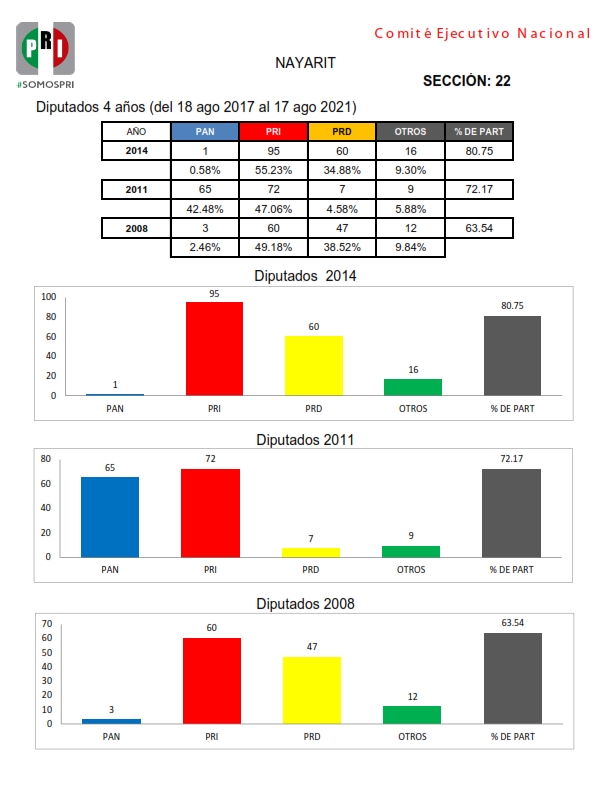 Comité Ejecutivo Nacional
PRI
#SOMOSPRI
NAYARIT
SECCIÓN: 22
Diputados 4 años (del 18 ago 2017 al 17 ago 2021)
AÑO PAN PRI PRD OTROS % DE PART
2014 1 95 60 16 80.75
0.58% 55.23% 34.88% 9.30%
2011 65 72 7 9 72.17
42.48% 47.06% 4.58% 5.88%
2008 3 60 47 12 63.54
2.46% 49.18% 38.52% 9.84%
Diputados 2014
100
80
60
40
20
0
1 95 60 16 80.75
PAN PRI PRD OTROS % DE PART
Diputados 2011
80
60
40
20
0
65 72 7 9 72.17
PAN PRI PRD OTROS % DE PART
Diputados 2008
70
60
50
40
30
20
10
0
3 60 47 12 63.54
PAN PRI PRD OTROS % DE PART